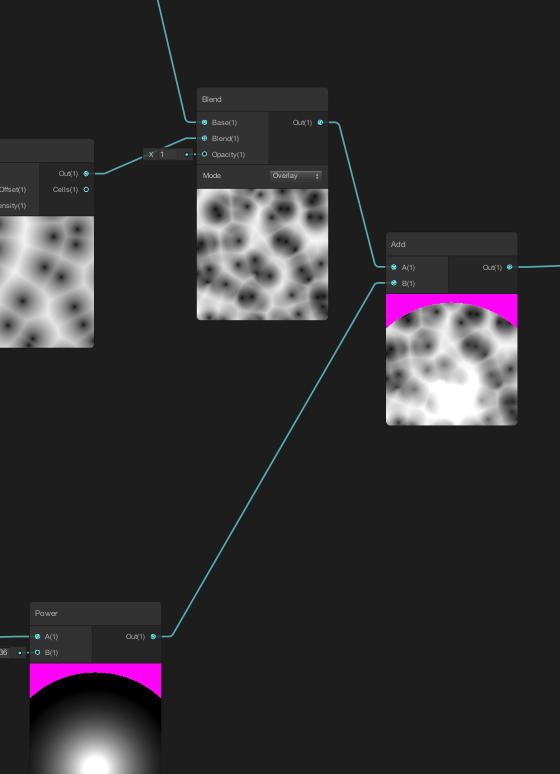 Blend
Base(1)
Out(1)
Blend(1)
X 1
Opacity(1)
Mode
Overlay
Out(1)
Offset(1)
Cells(1)
ensity(1)
Add
A(1)
Out(1)
B(1)
Power
A(1)
Out(1)
36
B(1)